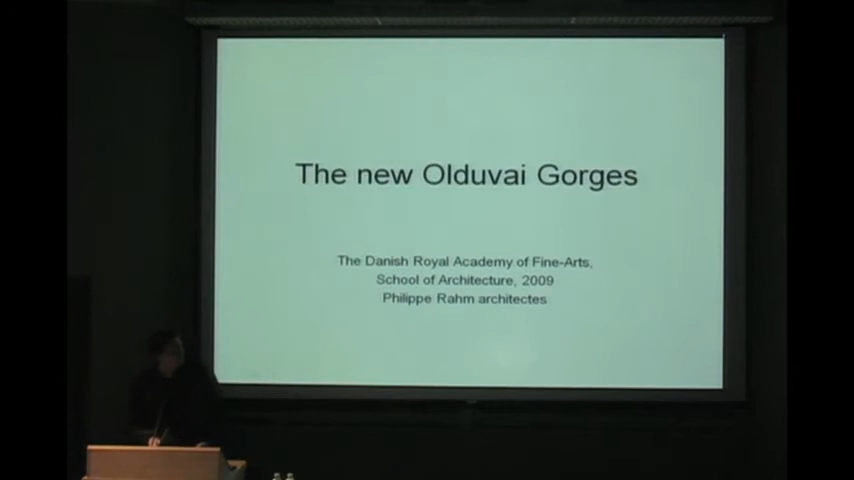 The new Olduvai Gorges
The Danish Royal Academy of Fine-Arts,
School of Architecture, 2009
Philippe Rahm architectes